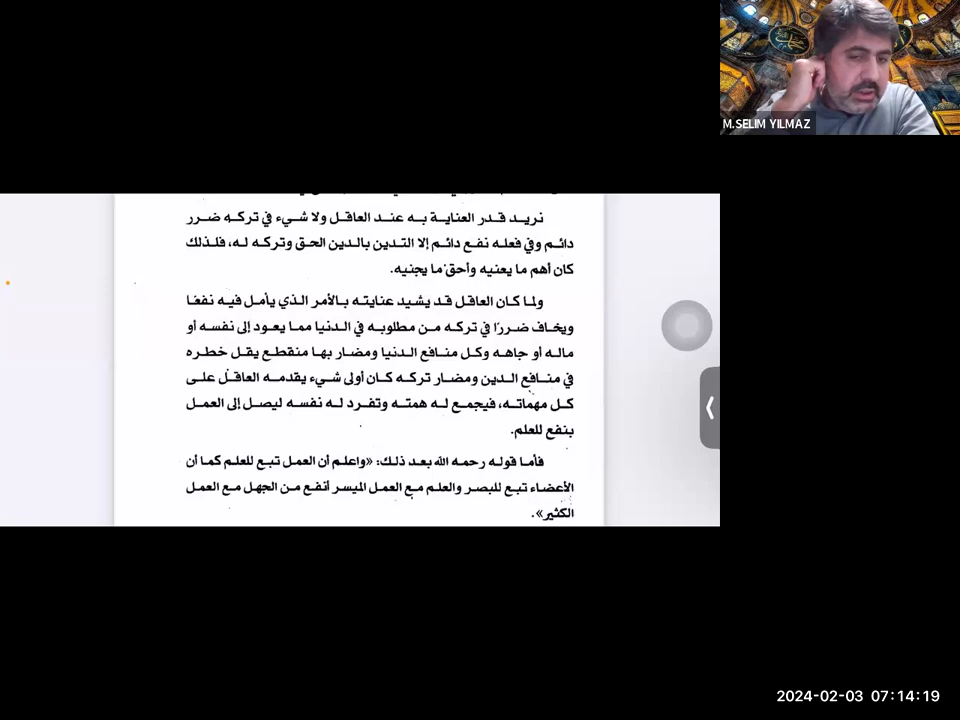 M.SELIM YILMAZ
نريد قدر العناية به عند العاقل ولا شيء في تركه ضرر
دائم وفي فعله نفع دائم إلا التدين بالدين الحق وتركه له، فلذلك
كان أهم ما يعنيه وأحق ما يجنيه.
ولما كان العاقل قد يشيد عنايته بالأمر الذي يأمل فيه نفعًا
ويخاف ضررًا في تركه من مطلوبه في الدنيا مما يعود إلى نفسه أو
ماله أو جاهه وكل منافع الدنيا ومضار بها منقطع يقل خطره
في منافع الدين ومضار تركه كان أولى شيء يقدمه العاقل على
كل مهماته، فيجمع له همته وتفرد له نفسه ليصل إلى العمل
بنفع للعلم.
فأما قوله رحمه الله بعد ذلك: «واعلم أن العمل تبع للعلم كما أن
الأعضاء تبع للبصر والعلم مع العمل الميسر أنفع من الجهل مع العمل
الكثير».
2024-02-03 07:14:19